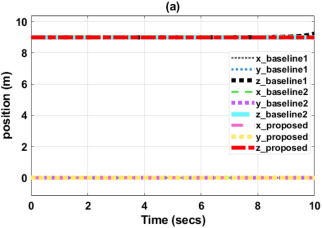 (a)
10
8
6
4
2
0
position (m)
x_baseline1
y_baseline1
z_baseline1
x_baseline2
y_baseline2
z_baseline2
x_proposed
y_proposed
z_proposed
0 2 4 6 8 10
Time (secs)